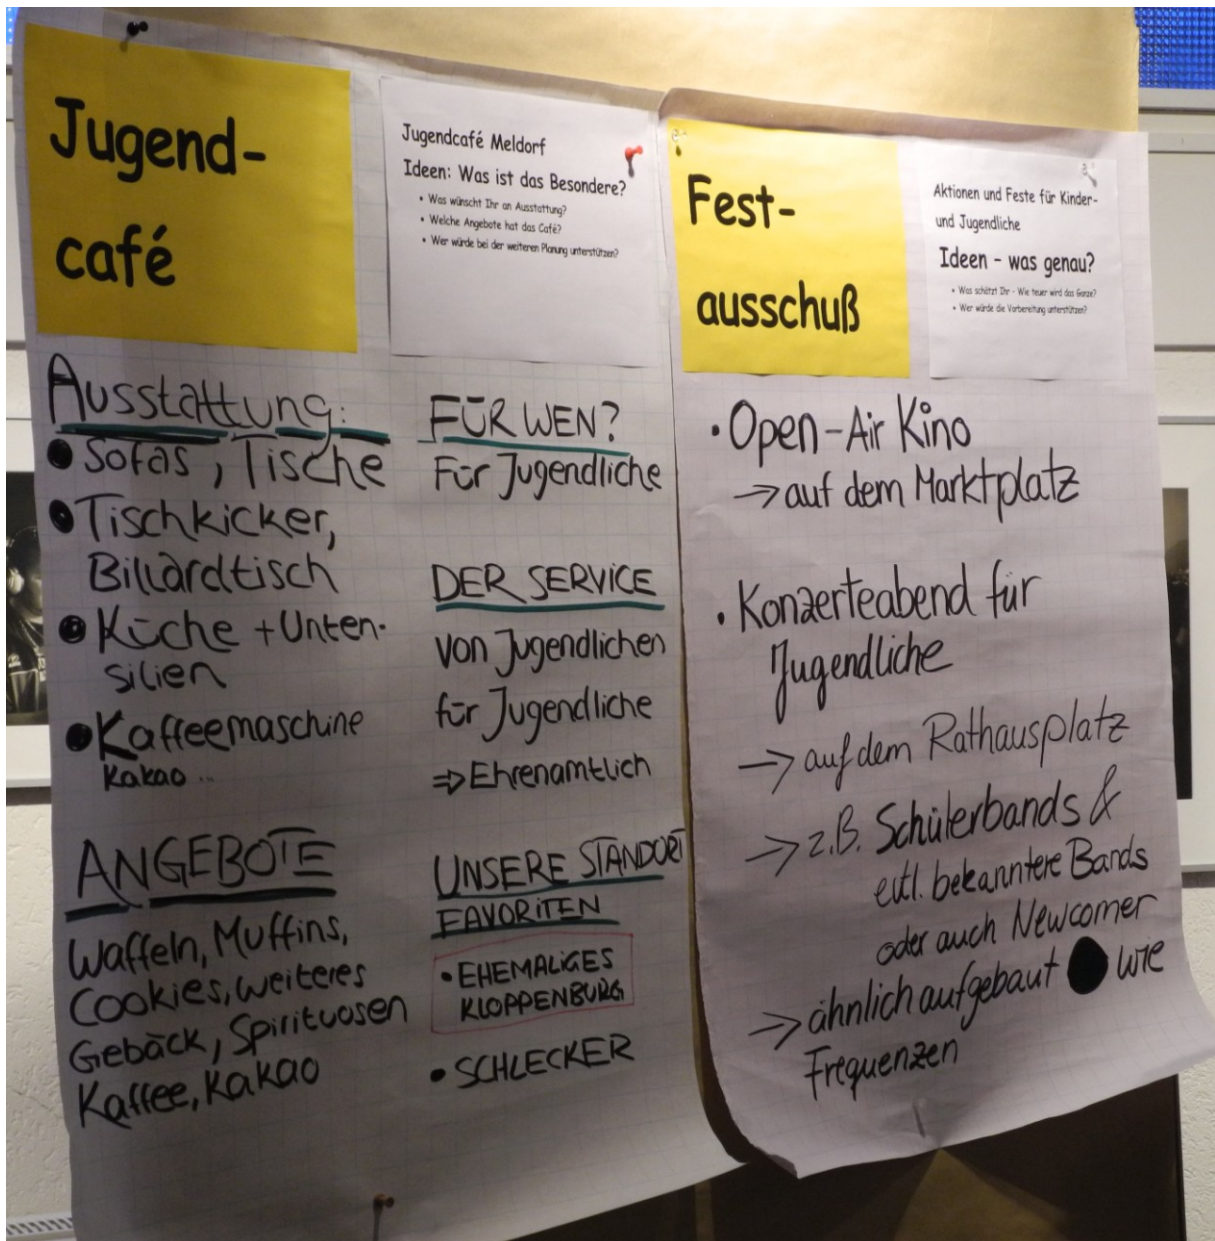 Jugend-
café
Jugendcafé Meldorf
Ideen: Was ist das Besondere?
• Was wünscht Ihr an Ausstattung?
• Welche Angebote hat das Café?
• Wer würde bei der weiteren Planung unterstützen?
Ausstattung:
• Sofas, Tische
• Tischkicker,
Billardtisch
• Küche + Unten-
silien
• Kaffeemaschine
Kakao ...
ANGEBOTE
Waffeln, Muffins,
Cookies, weiteres
Gebäck, Spirituosen
Kaffee, Kakao
FÜR WEN?
Für Jugendliche
DER SERVICE
von Jugendlichen
für Jugendliche
⇒ Ehrenamtlich
UNSERE STANDORT
FAVORITEN
• EHEMALIGES
KLOPPENBURG
• SCHLECKER
Fest-
ausschuß
Aktionen und Feste für Kinder-
und Jugendliche
Ideen - was genau?
• Was schätzt Ihr - Wie teuer wird das Ganze?
• Wer würde die Vorbereitung unterstützen?
• Open-Air Kino
→ auf dem Marktplatz
• Konzerteabend für
Jugendliche
→ auf dem Rathausplatz
→ z.B. Schülerbands &
evtl. bekanntere Bands
oder auch Newcomer
→ ähnlich aufgebaut wie
Frequenzen